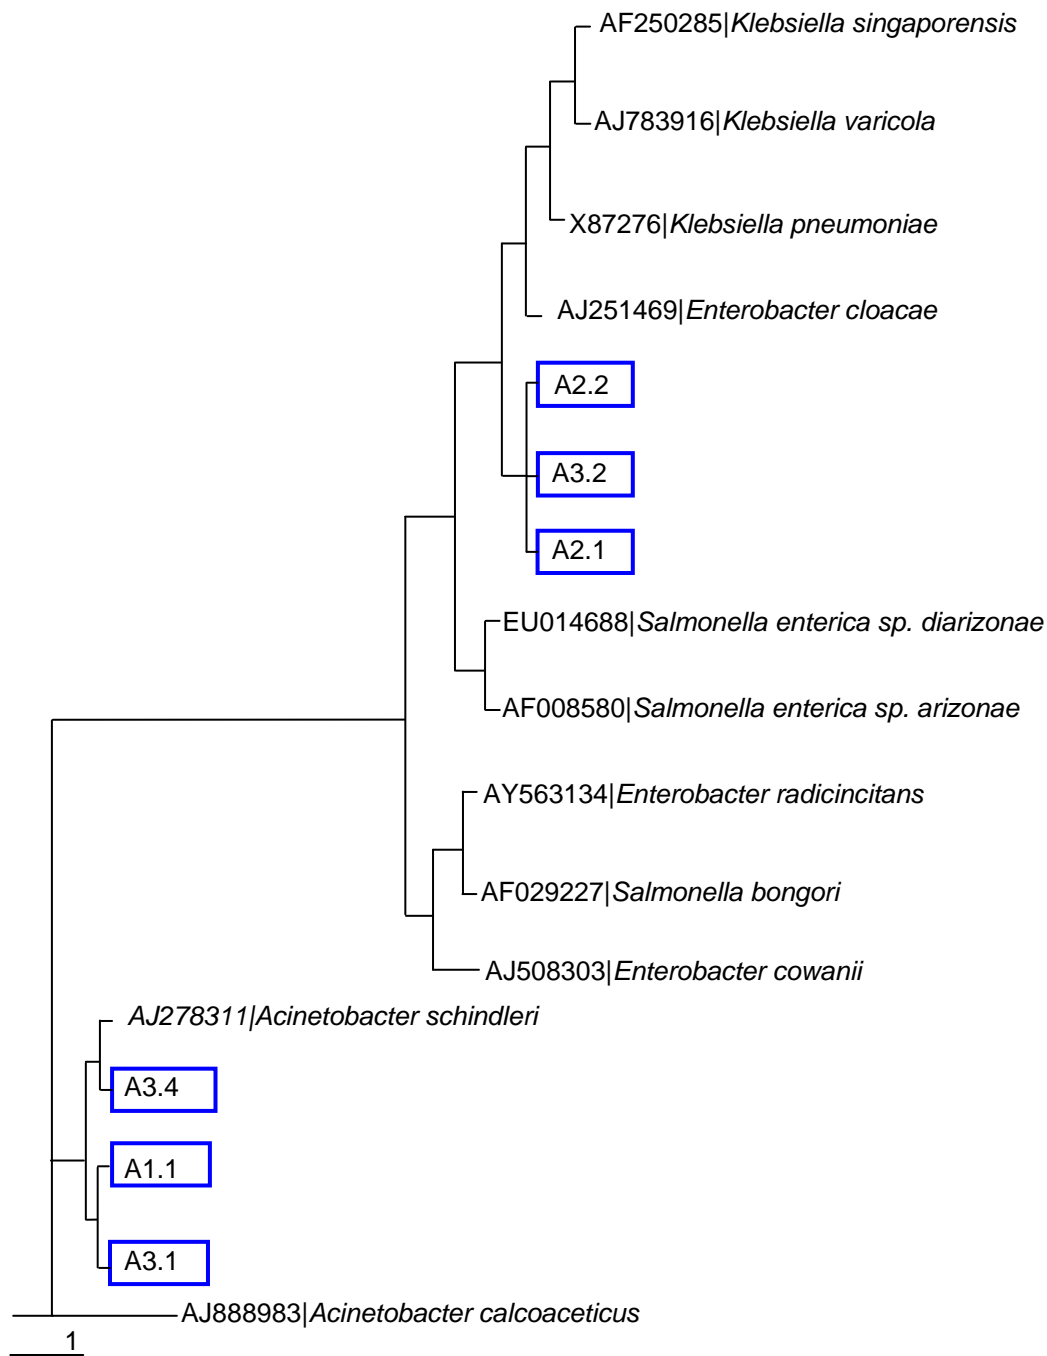 AF250285|Klebsiella singaporensis
AJ783916|Klebsiella varicola
X87276|Klebsiella pneumoniae
AJ251469|Enterobacter cloacae
A2.2
A3.2
A2.1
EU014688|Salmonella enterica sp. diarizonae
AF008580|Salmonella enterica sp. arizonae
AY563134|Enterobacter radicincitans
AF029227|Salmonella bongori
AJ508303|Enterobacter cowanii
AJ278311|Acinetobacter schindleri
A3.4
A1.1
A3.1
AJ888983|Acinetobacter calcoaceticus
1